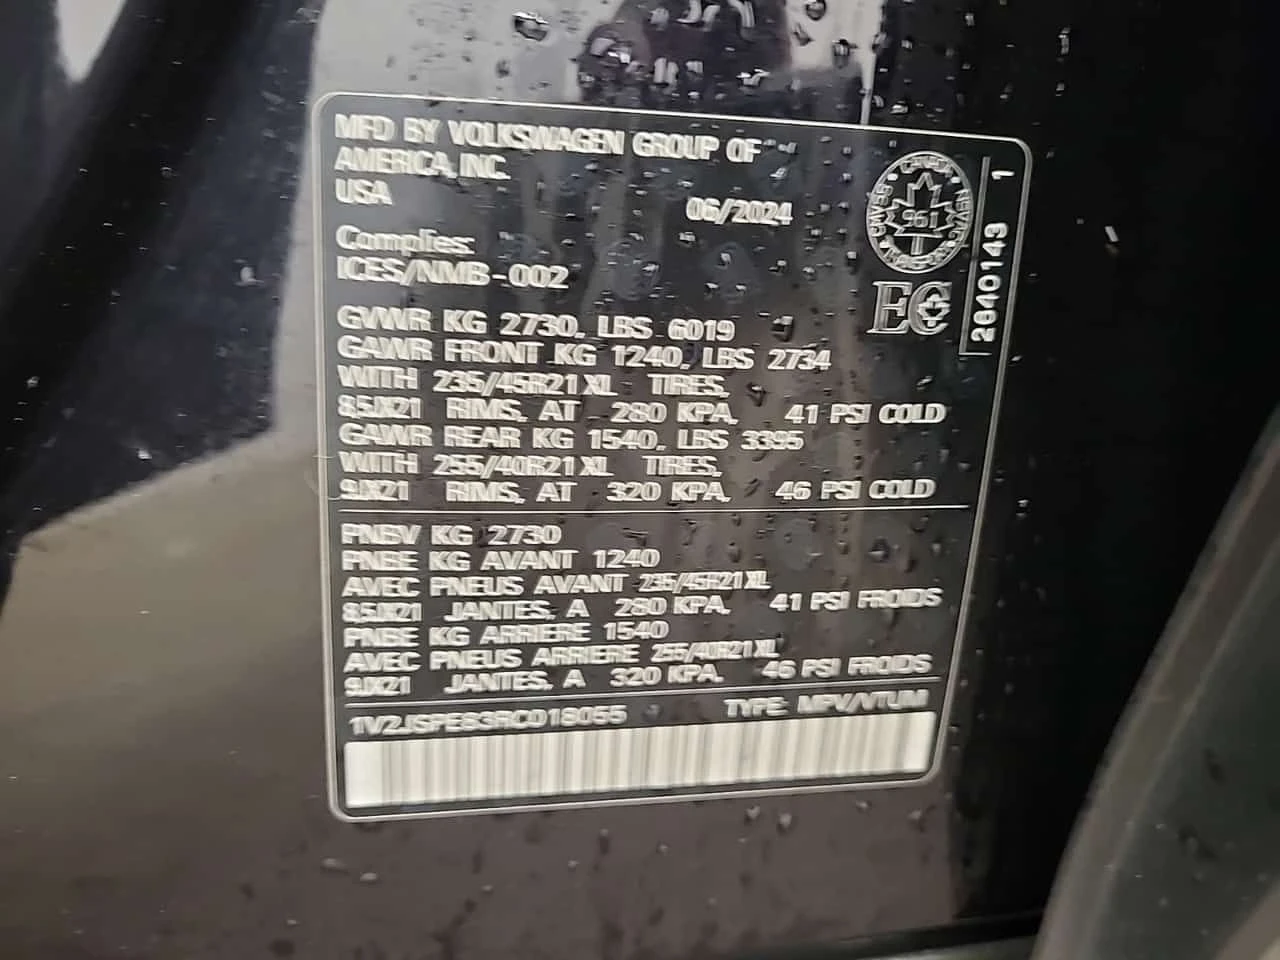 MFD BY VOLKSWAGEN GROUP OF
AMERICA, INC.
USA
06/2024
Complies:
ICES/NMB-002
CANADA
961
EC
2640143 1
GVWR KG 2730, LBS 6019
GAWR FRONT KG 1240, LBS 2734
WITH 235/45R21 XL TIRES,
8.5JX21 RIMS, AT 280 KPA, 41 PSI COLD
GAWR REAR KG 1540, LBS 3395
WITH 255/40R21 XL TIRES,
9JX21 RIMS, AT 320 KPA, 46 PSI COLD
PNBV KG 2730
PNBE KG AVANT 1240
AVEC PNEUS AVANT 235/45R21 XL
8.5JX21 JANTES, A 280 KPA, 41 PSI FROIDS
PNBE KG ARRIERE 1540
AVEC PNEUS ARRIERE 255/40R21 XL
9JX21 JANTES, A 320 KPA, 46 PSI FROIDS
1V2JSPE83RC018055 TYPE: MPV/VTUM